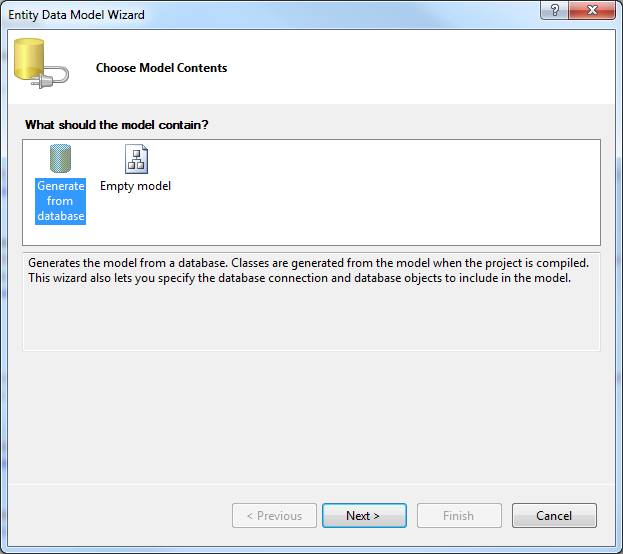 Entity Data Model Wizard
Choose Model Contents
What should the model contain?
Generate
from
database
Empty model
Generates the model from a database. Classes are generated from the model when the project is compiled.
This wizard also lets you specify the database connection and database objects to include in the model.
< Previous
Next >
Finish
Cancel